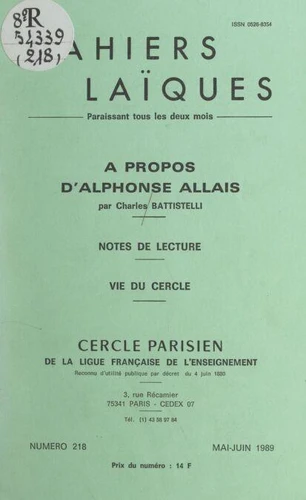 ISSN 0526-8354
8°R
54339
(218)
CAHIERS
LAÏQUES
Paraissant tous les deux mois
A PROPOS
D'ALPHONSE ALLAIS
par Charles BATTISTELLI
NOTES DE LECTURE
VIE DU CERCLE
CERCLE PARISIEN
DE LA LIGUE FRANÇAISE DE L'ENSEIGNEMENT
Reconnu d'utilité publique par décret du 4 juin 1880
3, rue Récamier
75341 PARIS - CEDEX 07
Tél. (1) 43 58 97 64
NUMERO 218
MAI-JUIN 1989
Prix du numéro : 14 F